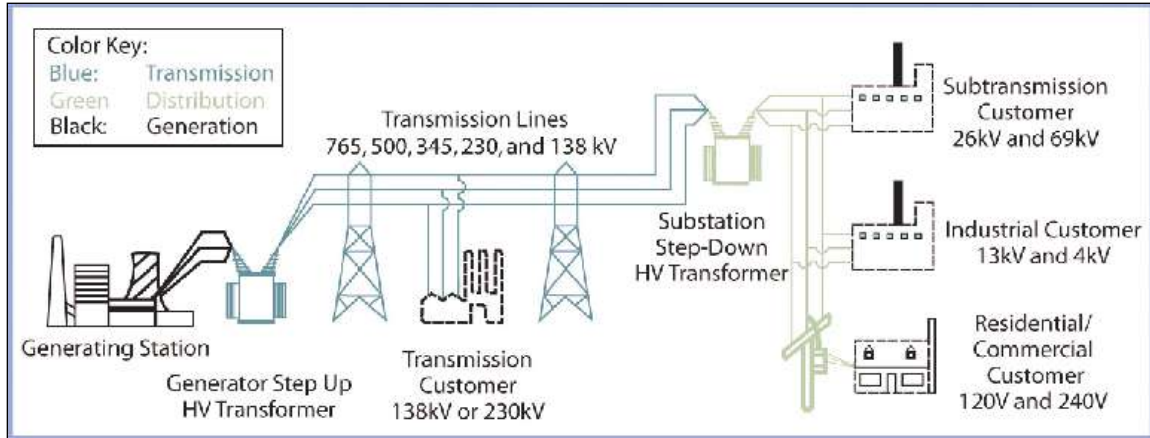 Color Key:
Blue: Transmission
Green Distribution
Black: Generation
Transmission Lines
765, 500, 345, 230, and 138 kV
Subtransmission
Customer
26kV and 69kV
Substation
Step-Down
HV Transformer
Industrial Customer
13kV and 4kV
Generating Station
Generator Step Up
HV Transformer
Transmission
Customer
138kV or 230kV
Residential/
Commercial
Customer
120V and 240V